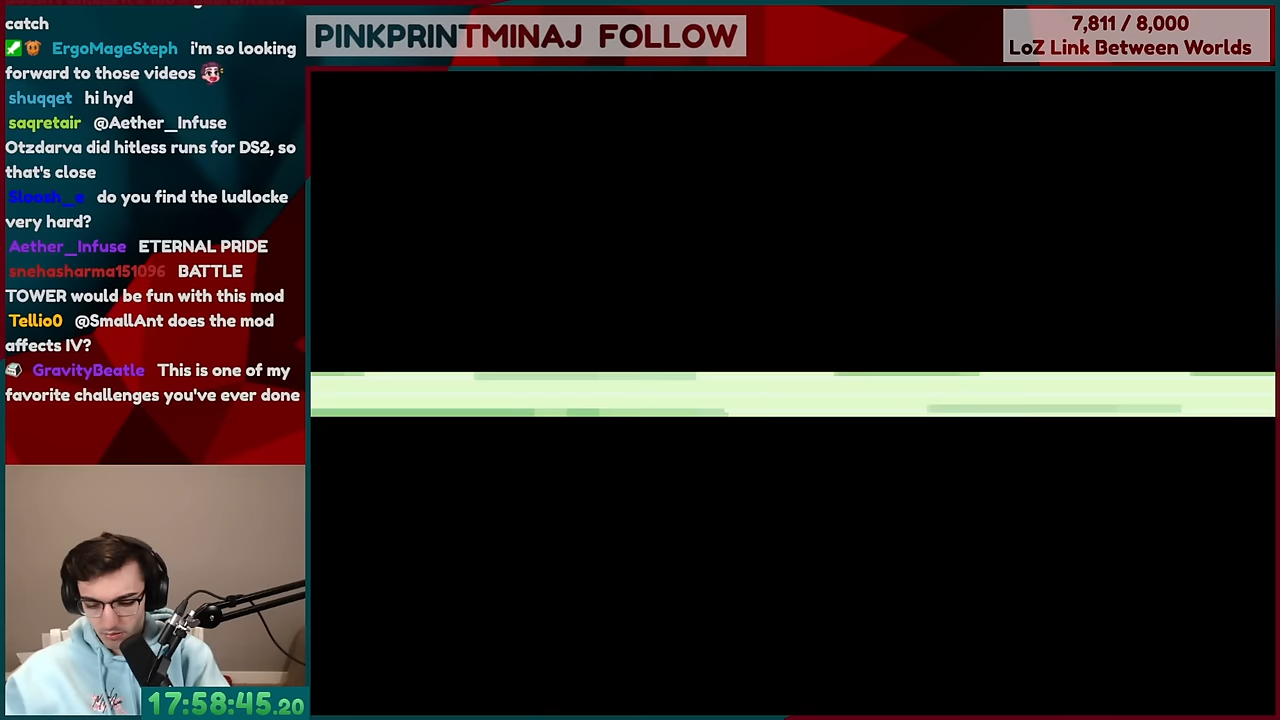 catch
ErgoMageSteph i'm so looking
forward to those videos
shuqqet hi hyd
saqretair @Aether_Infuse
Otzdarva did hitless runs for DS2, so
that's close
Sloosh_e do you find the ludlocke
very hard?
Aether_Infuse ETERNAL PRIDE
snehasharma151096 BATTLE
TOWER would be fun with this mod
Tellio0 @SmallAnt does the mod
affects IV?
GravityBeatle This is one of my
favorite challenges you've ever done
PINKPRINTMINAJ FOLLOW
7,811 / 8,000
LoZ Link Between Worlds
17:58:45.20